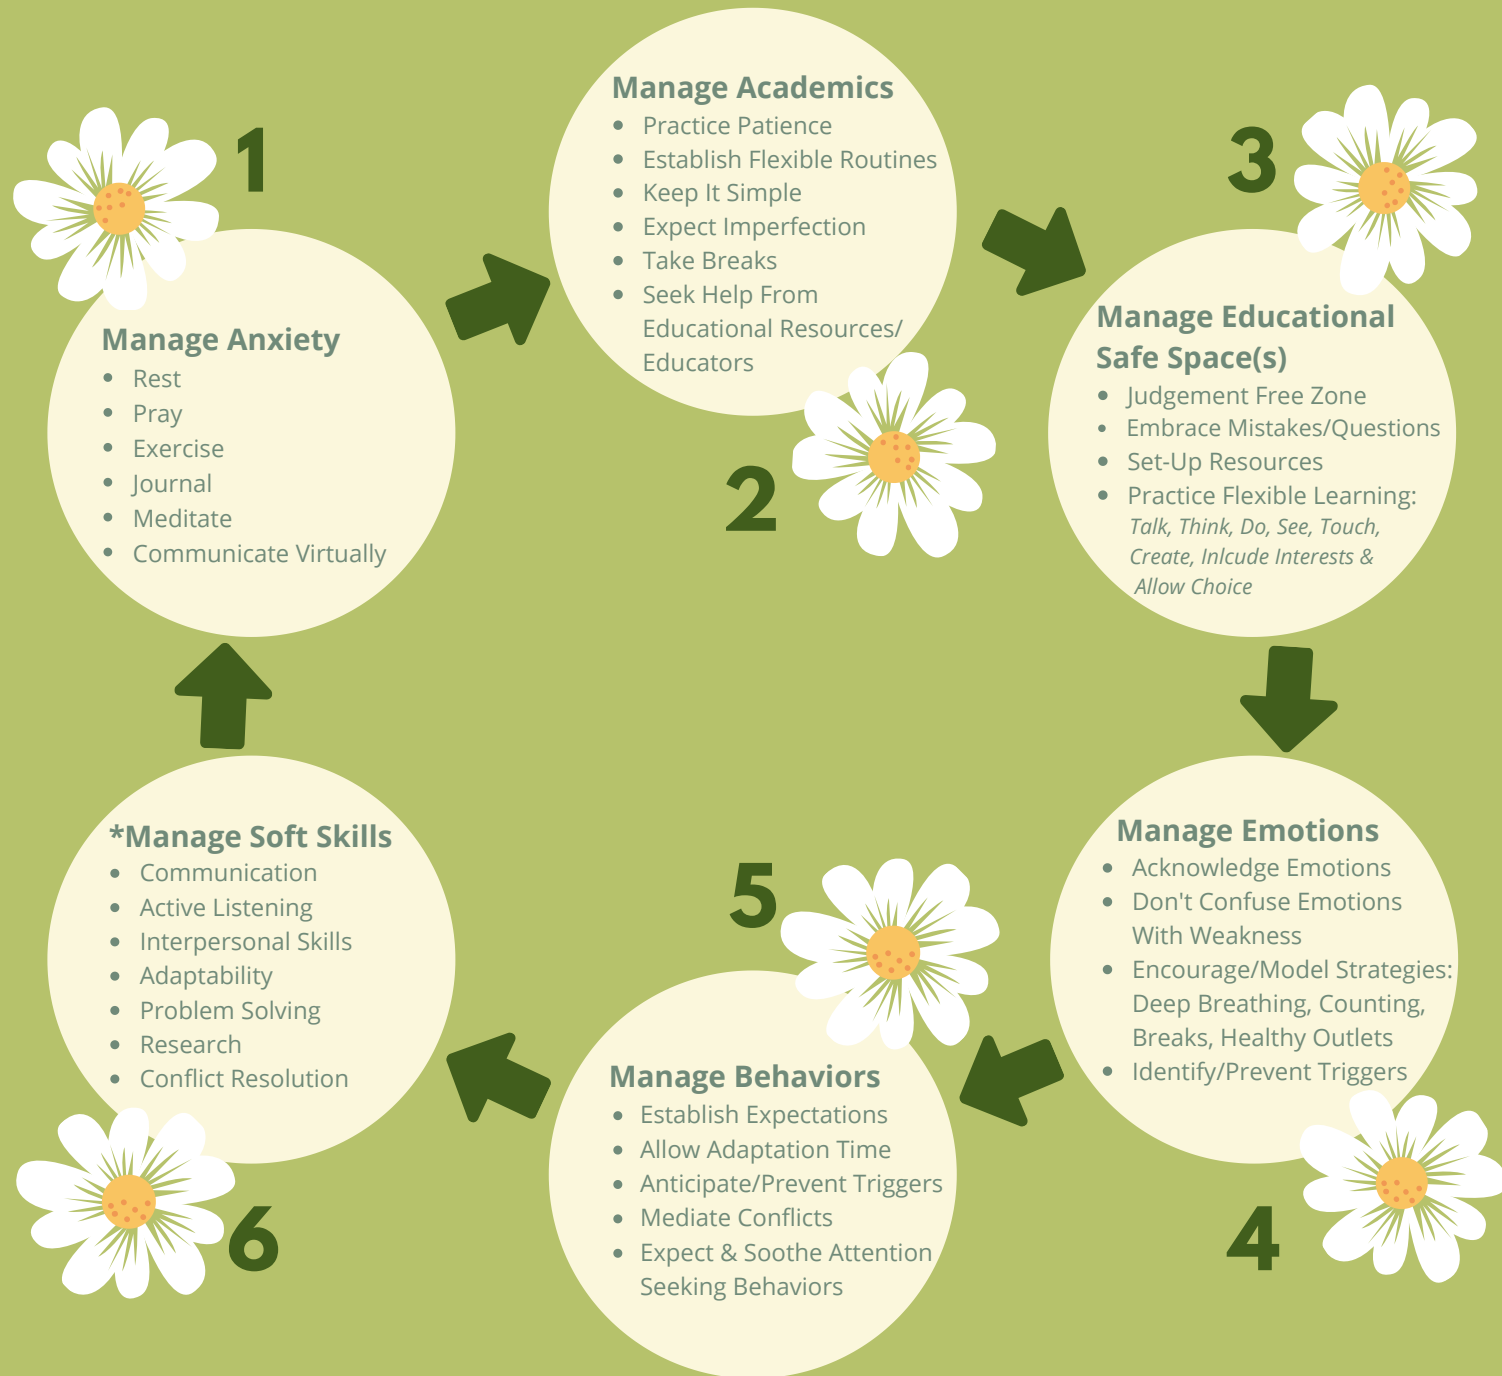 1
Manage Anxiety
• Rest
• Pray
• Exercise
• Journal
• Meditate
• Communicate Virtually
Manage Academics
• Practice Patience
• Establish Flexible Routines
• Keep It Simple
• Expect Imperfection
• Take Breaks
• Seek Help From
Educational Resources/
Educators
2
3
Manage Educational
Safe Space(s)
• Judgement Free Zone
• Embrace Mistakes/Questions
• Set-Up Resources
• Practice Flexible Learning:
Talk, Think, Do, See, Touch,
Create, Inlcude Interests &
Allow Choice
Manage Emotions
• Acknowledge Emotions
• Don't Confuse Emotions
With Weakness
• Encourage/Model Strategies:
Deep Breathing, Counting,
Breaks, Healthy Outlets
• Identify/Prevent Triggers
4
5
Manage Behaviors
• Establish Expectations
• Allow Adaptation Time
• Anticipate/Prevent Triggers
• Mediate Conflicts
• Expect & Soothe Attention
Seeking Behaviors
*Manage Soft Skills
• Communication
• Active Listening
• Interpersonal Skills
• Adaptability
• Problem Solving
• Research
• Conflict Resolution
6